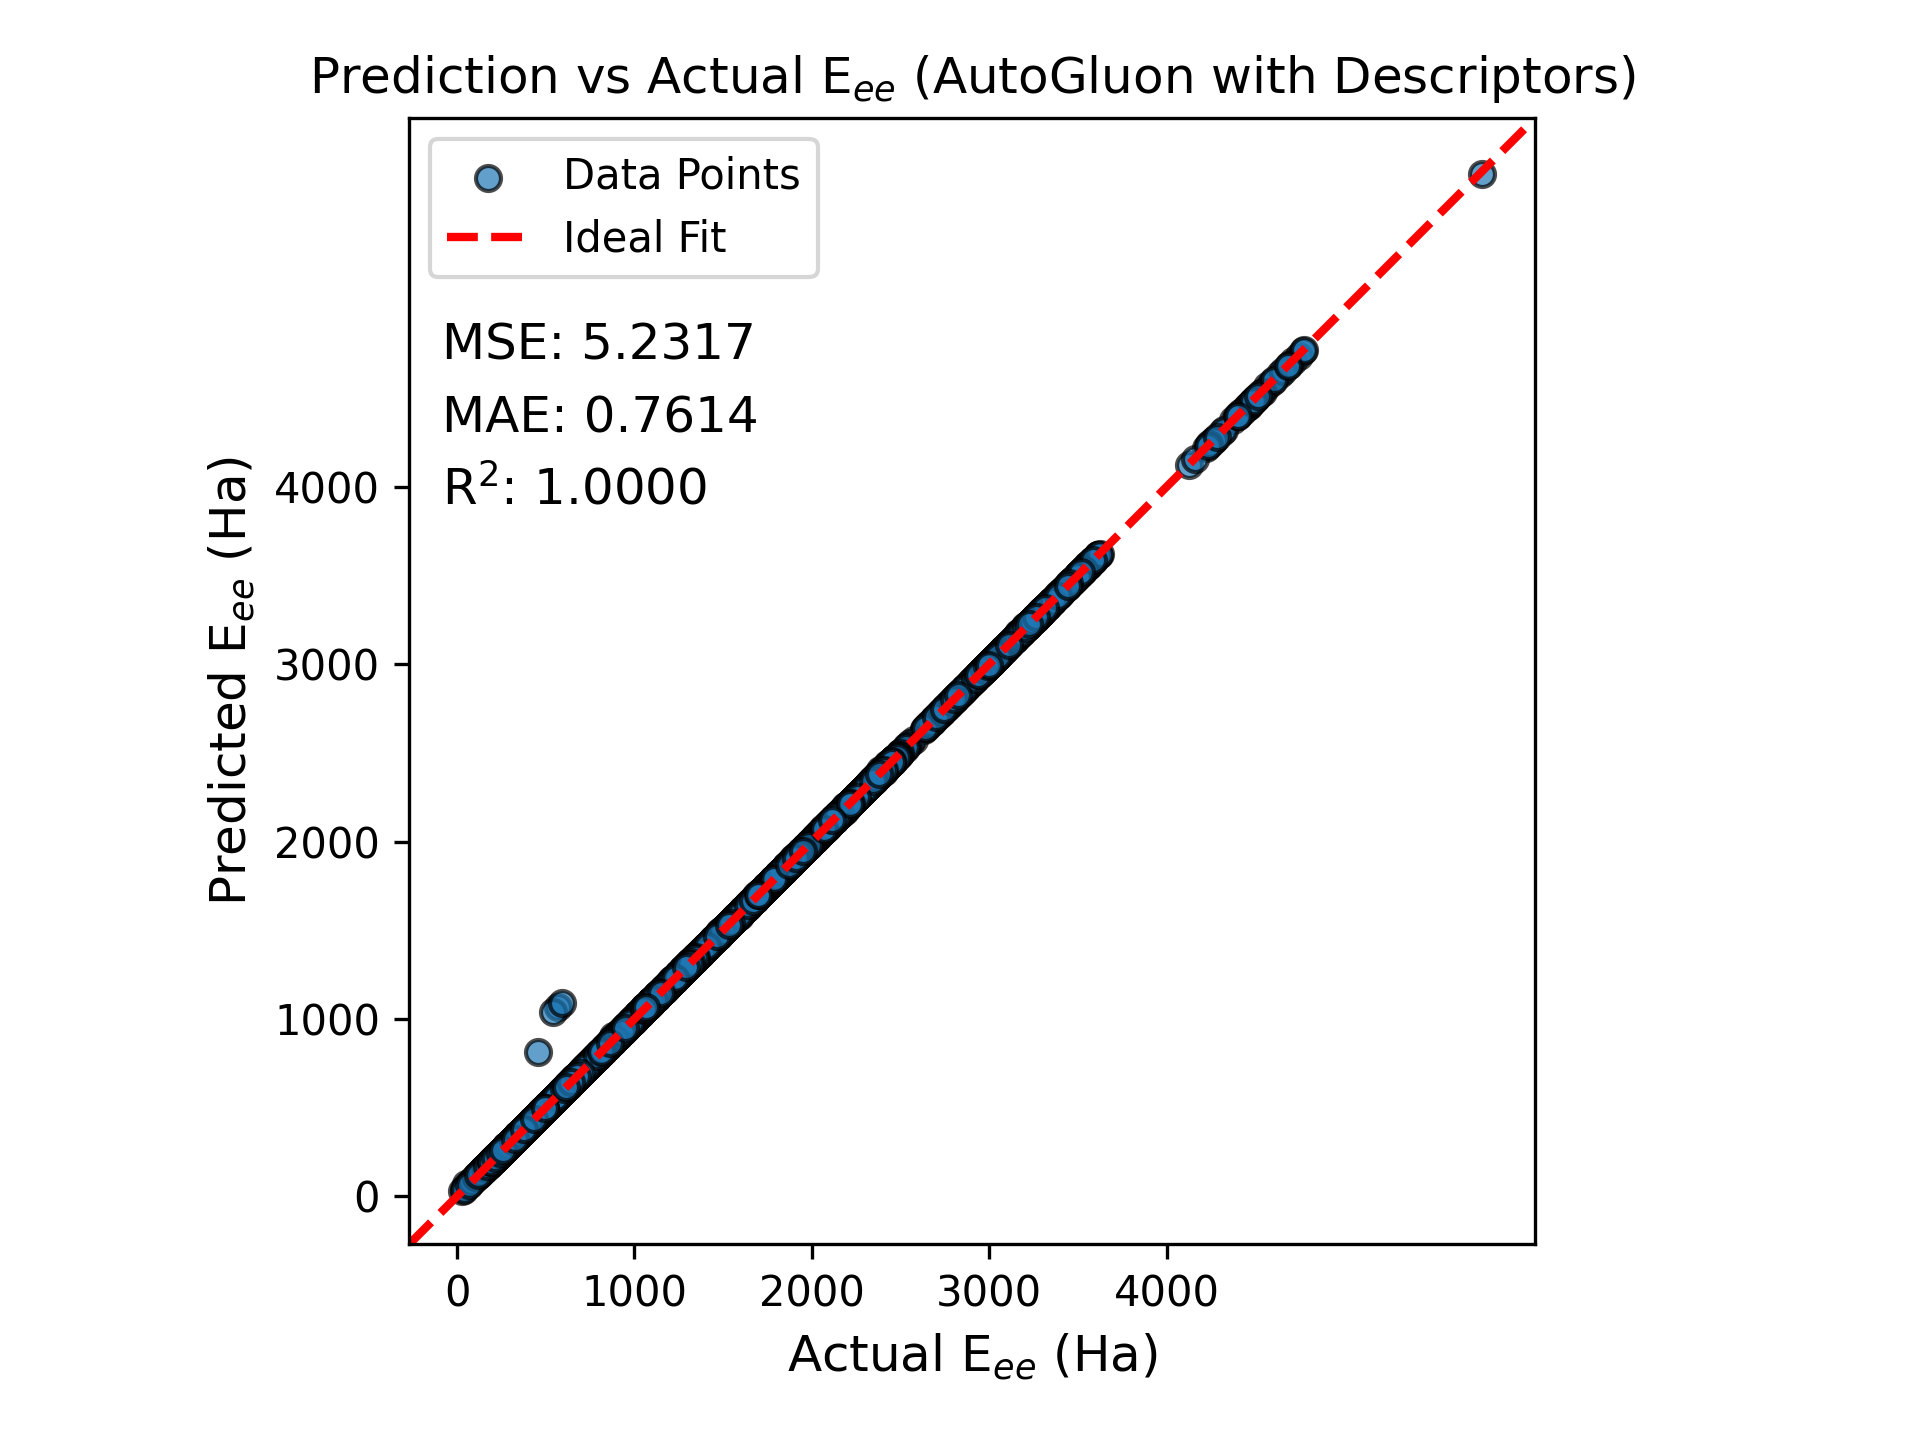 Prediction vs Actual E_ee (AutoGluon with Descriptors)
Data Points
Ideal Fit
MSE: 5.2317
MAE: 0.7614
R²: 1.0000
Predicted E_ee (Ha)
4000
3000
2000
1000
0
0 1000 2000 3000 4000
Actual E_ee (Ha)